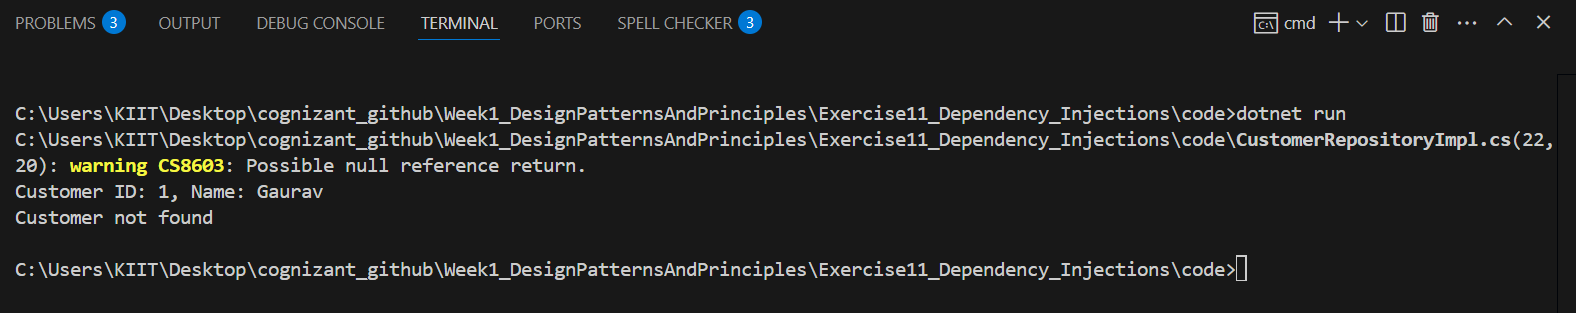 PROBLEMS 3 OUTPUT DEBUG CONSOLE TERMINAL PORTS SPELL CHECKER 3 cmd
C:\Users\KIIT\Desktop\cognizant_github\Week1_DesignPatternsAndPrinciples\Exercise11_Dependency_Injections\code>dotnet run
C:\Users\KIIT\Desktop\cognizant_github\Week1_DesignPatternsAndPrinciples\Exercise11_Dependency_Injections\code\CustomerRepositoryImpl.cs(22,
20): warning CS8603: Possible null reference return.
Customer ID: 1, Name: Gaurav
Customer not found
C:\Users\KIIT\Desktop\cognizant_github\Week1_DesignPatternsAndPrinciples\Exercise11_Dependency_Injections\code>